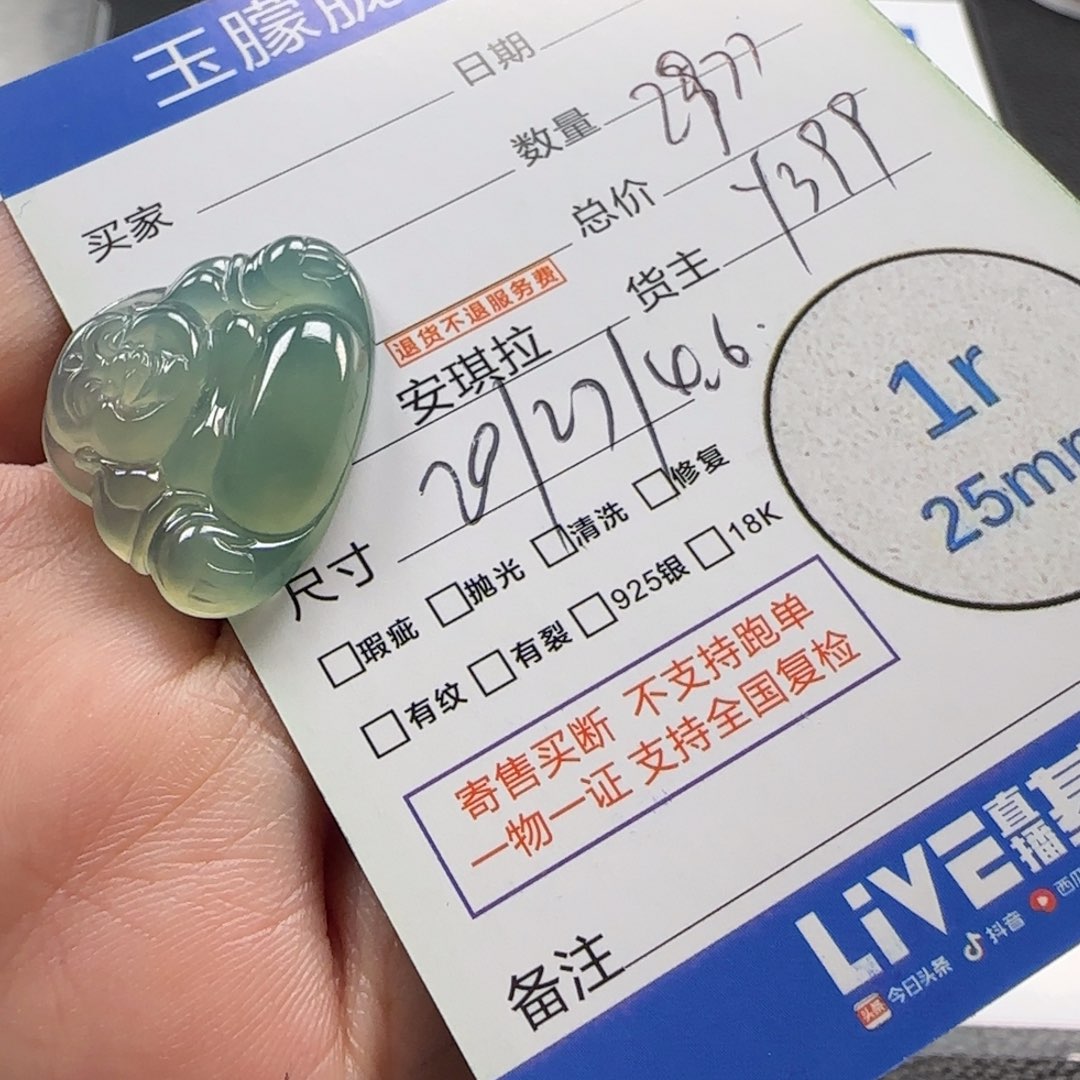 玉朦胧
日期
买家
数量 2977
总价
退货不退服务费
货主
安琪拉
1r
25mm
尺寸 29/27/6.6
瑕疵 抛光 清洗 修复
有纹 有裂 925银 18K
寄售买断 不支持跑单
一物一证 支持全国复检
备注
LiVE 直播
今日头条 抖音